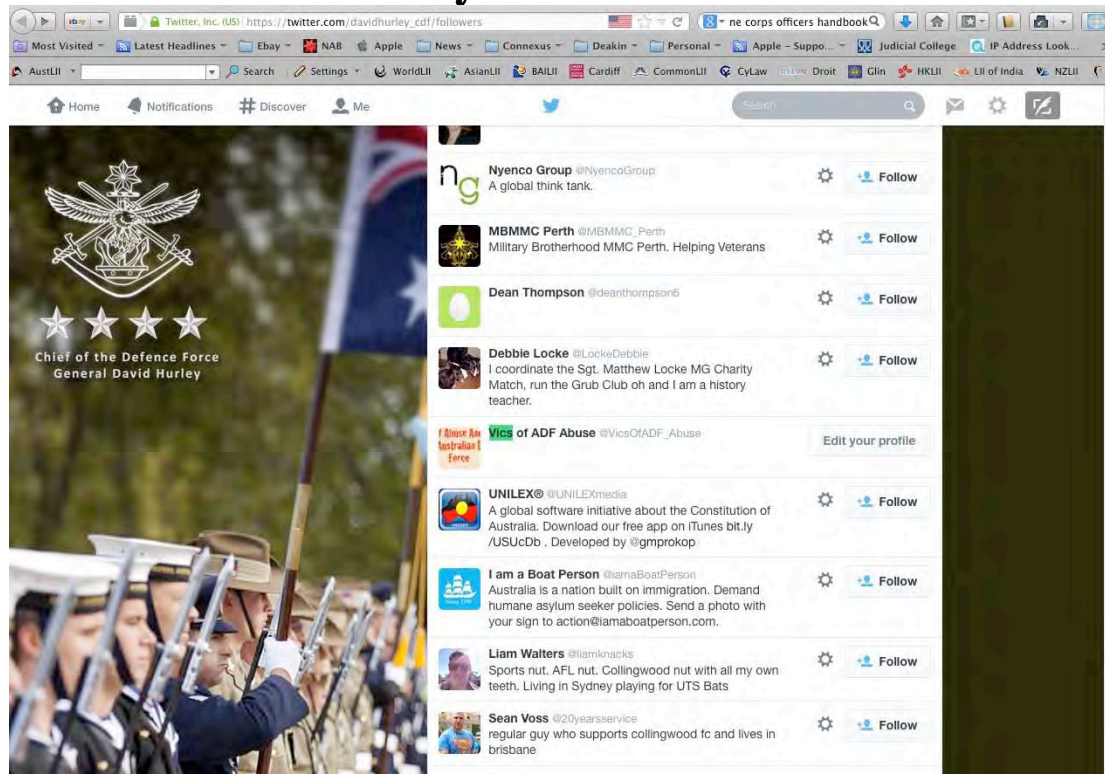 Twitter, Inc. (US) https://twitter.com/davidhurley_cdf/followers
ne corps officers handbook
Most Visited Latest Headlines Ebay NAB Apple News Connexus Deakin Personal Apple – Suppo... Judicial College IP Address Look...
AustLII Search Settings WorldLII AsianLII BAILII Cardiff CommonLII CyLaw Droit Glin HKLII LII of India NZLII
Home Notifications Discover Me Search
Chief of the Defence Force
General David Hurley
ng
Nyenco Group @NyencoGroup
A global think tank.
Follow
MBMMC Perth @MBMMC_Perth
Military Brotherhood MMC Perth. Helping Veterans
Follow
Dean Thompson @deanthompson6
Follow
Debbie Locke @LockeDebbie
I coordinate the Sgt. Matthew Locke MG Charity
Match, run the Grub Club oh and I am a history
teacher.
Follow
f Abuse
Australian
Force
Vics of ADF Abuse @VicsOfADF_Abuse
Edit your profile
UNILEX® @UNILEXmedia
A global software initiative about the Constitution of
Australia. Download our free app on iTunes bit.ly
/USUcDb . Developed by @gmprokop
Follow
I am a Boat Person @iamaBoatPerson
Australia is a nation built on immigration. Demand
humane asylum seeker policies. Send a photo with
your sign to action@iamaboatperson.com.
Follow
Liam Walters @liamknacks
Sports nut. AFL nut. Collingwood nut with all my own
teeth. Living in Sydney playing for UTS Bats
Follow
Sean Voss @20yearsservice
regular guy who supports collingwood fc and lives in
brisbane
Follow